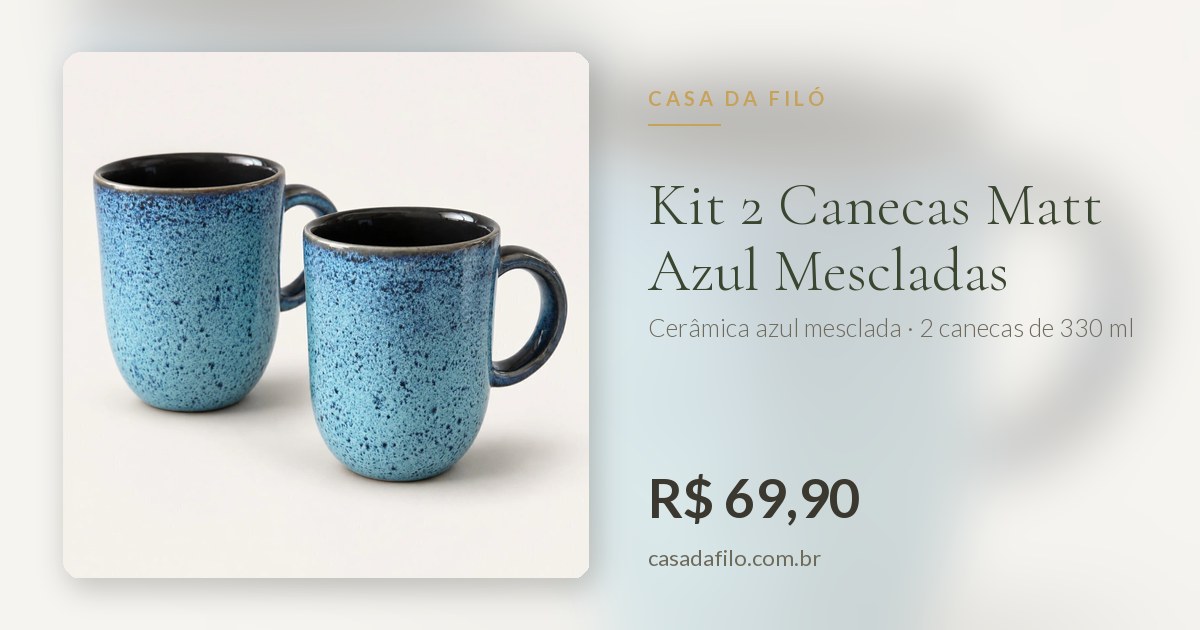 CASA DA FILÓ
Kit 2 Canecas Matt
Azul Mescladas
Cerâmica azul mesclada · 2 canecas de 330 ml
R$ 69,90
casadafilo.com.br